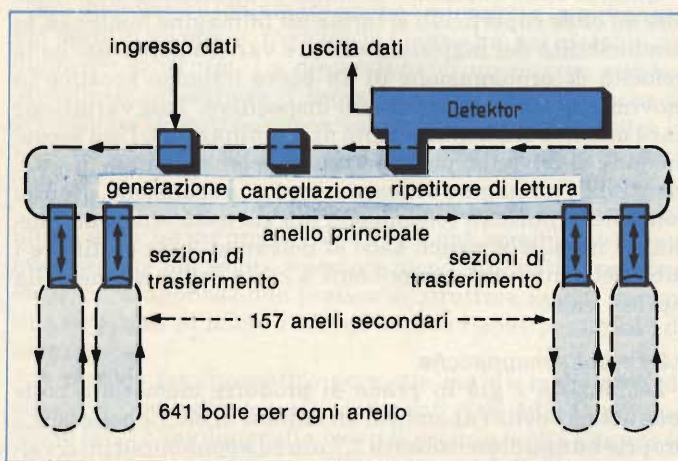 ingresso dati
uscita dati
Detektor
generazione
cancellazione
ripetitore di lettura
anello principale
sezioni di
trasferimento
sezioni di
trasferimento
157 anelli secondari
641 bolle per ogni anello